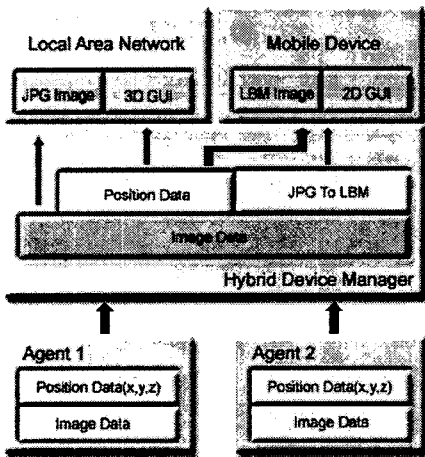 Local Area Network
Mobile Device
JPG Image
3D GUI
LBM Image
2D GUI
Position Data
JPG To LBM
Image Data
Hybrid Device Manager
Agent 1
Agent 2
Position Data(x,y,z)
Position Data(x,y,z)
Image Data
Image Data